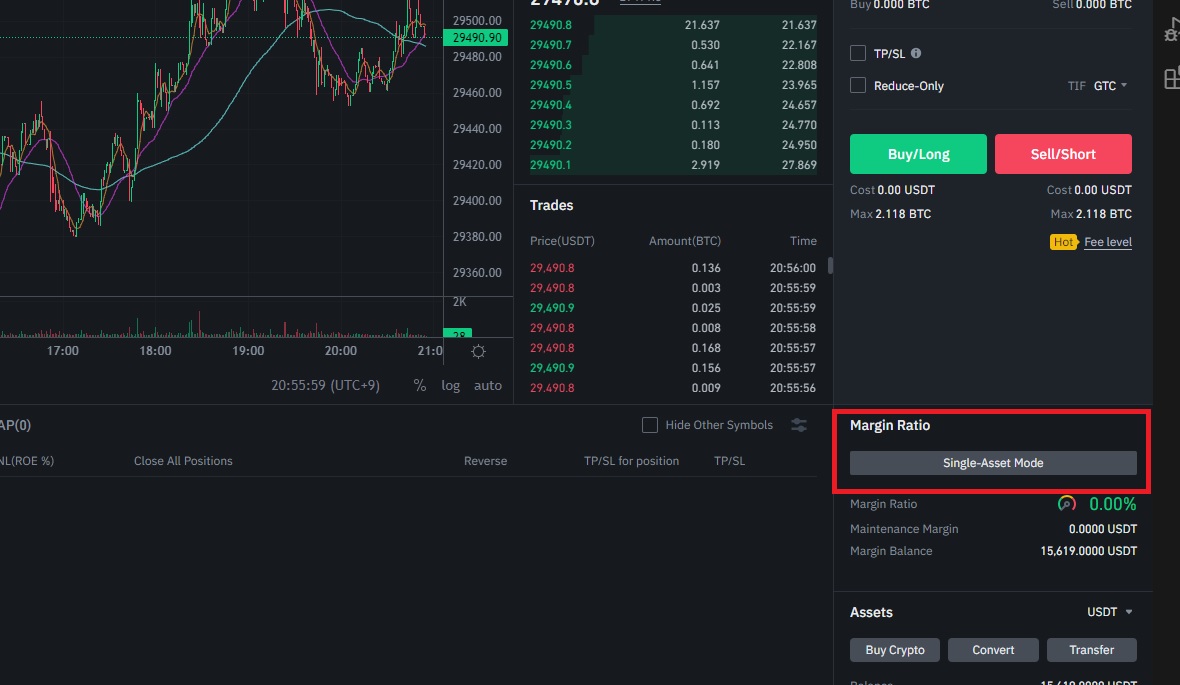 29500.00
29490.90
29480.00
29460.00
29440.00
29420.00
29400.00
29380.00
29360.00
2K
17:00 18:00 19:00 20:00 21:0
20:55:59 (UTC+9) % log auto
29490.8 21.637 21.637
29490.7 0.530 22.167
29490.6 0.641 22.808
29490.5 1.157 23.965
29490.4 0.692 24.657
29490.3 0.113 24.770
29490.2 0.180 24.950
29490.1 2.919 27.869
Trades
Price(USDT) Amount(BTC) Time
29,490.8 0.136 20:56:00
29,490.8 0.003 20:55:59
29,490.9 0.025 20:55:59
29,490.8 0.008 20:55:58
29,490.8 0.168 20:55:57
29,490.9 0.156 20:55:57
29,490.8 0.009 20:55:56
Buy 0.000 BTC Sell 0.000 BTC
TP/SL
Reduce-Only TIF GTC
Buy/Long Sell/Short
Cost 0.00 USDT Cost 0.00 USDT
Max 2.118 BTC Max 2.118 BTC
Hot Fee level
AP(0) Hide Other Symbols
NL(ROE %) Close All Positions Reverse TP/SL for position TP/SL
Margin Ratio
Single-Asset Mode
Margin Ratio 0.00%
Maintenance Margin 0.0000 USDT
Margin Balance 15,619.0000 USDT
Assets USDT
Buy Crypto Convert Transfer
Balance 15,619.0000 USDT